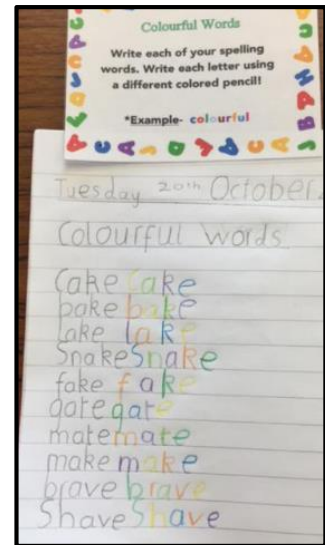 Colourful Words
Write each of your spelling
words. Write each letter using
a different colored pencil!
*Example- colourful
Tuesday 20th October.
Colourful words
Cake Cake
bake bake
lake lake
Snake Snake
fake fake
gate gate
mate mate
make make
brave brave
Shave Shave